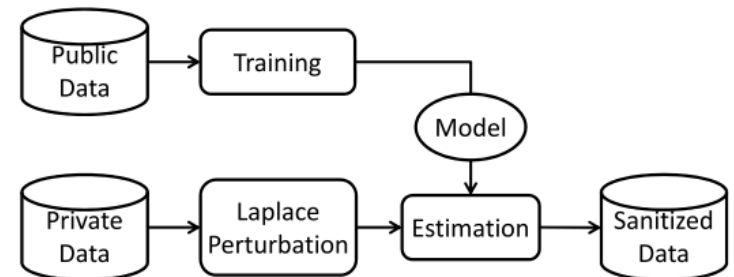 Public
Data
Training
Model
Private
Data
Laplace
Perturbation
Estimation
Sanitized
Data